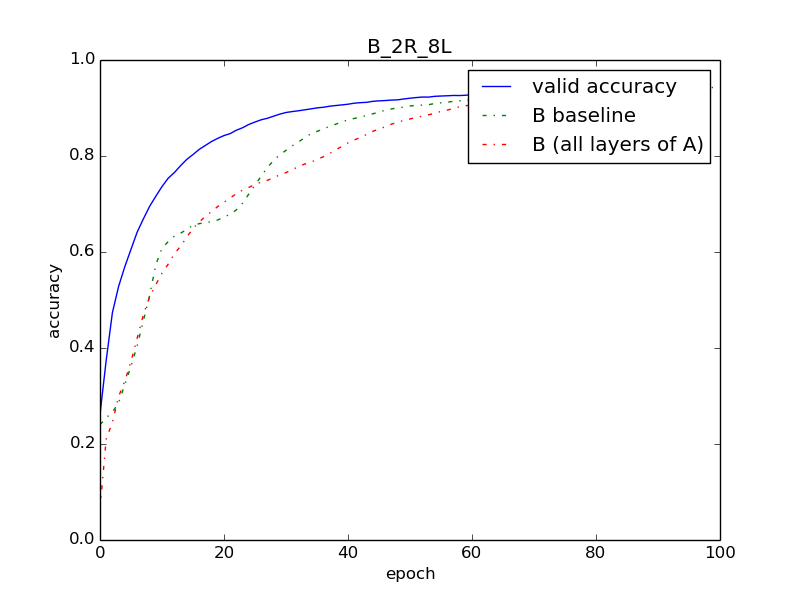 B_2R_8L
1.0
0.8
0.6
0.4
0.2
0.0
accuracy
valid accuracy
B baseline
B (all layers of A)
0 20 40 60 80 100
epoch